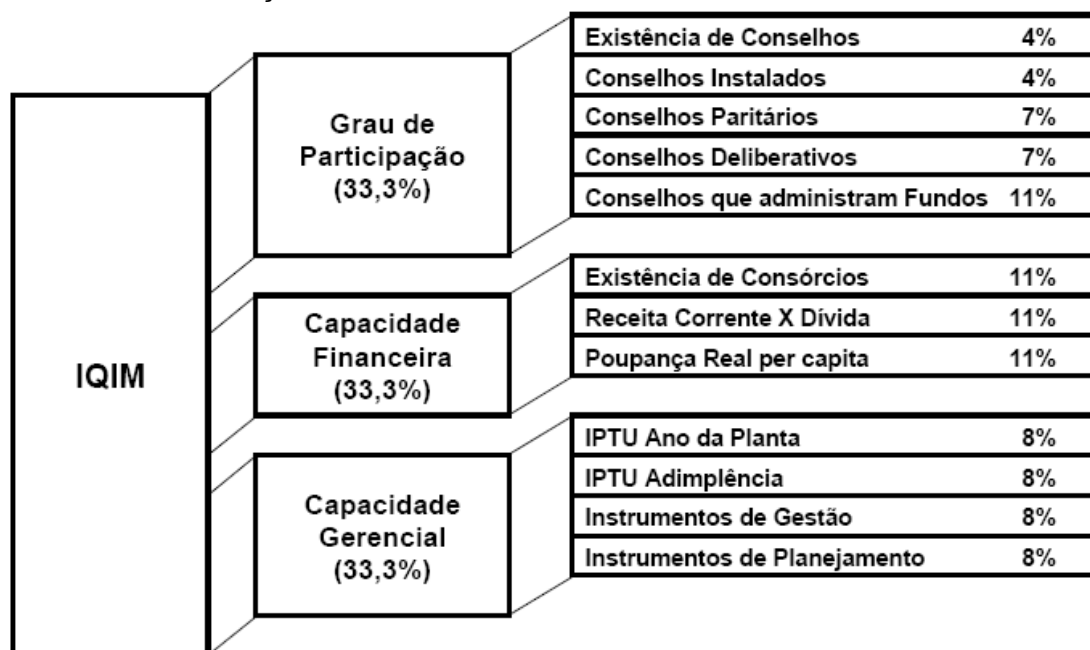 IQIM
Grau de
Participação
(33,3%)
Existência de Conselhos 4%
Conselhos Instalados 4%
Conselhos Paritários 7%
Conselhos Deliberativos 7%
Conselhos que administram Fundos 11%
Capacidade
Financeira
(33,3%)
Existência de Consórcios 11%
Receita Corrente X Dívida 11%
Poupança Real per capita 11%
Capacidade
Gerencial
(33,3%)
IPTU Ano da Planta 8%
IPTU Adimplência 8%
Instrumentos de Gestão 8%
Instrumentos de Planejamento 8%